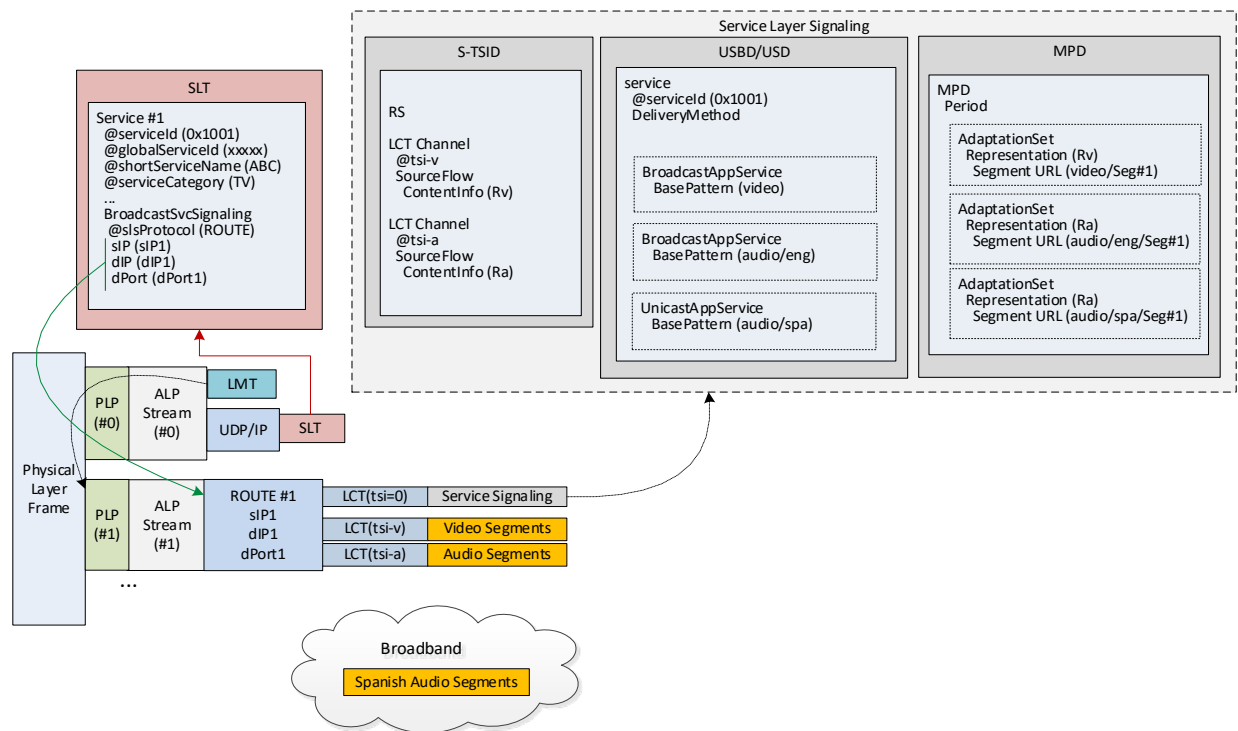 Service Layer Signaling
S-TSID
RS
LCT Channel
@tsi-v
SourceFlow
ContentInfo (Rv)
LCT Channel
@tsi-a
SourceFlow
ContentInfo (Ra)
USBD/USD
service
@serviceId (0x1001)
DeliveryMethod
BroadcastAppService
BasePattern (video)
BroadcastAppService
BasePattern (audio/eng)
UnicastAppService
BasePattern (audio/spa)
MPD
MPD
Period
AdaptationSet
Representation (Rv)
Segment URL (video/Seg#1)
AdaptationSet
Representation (Ra)
Segment URL (audio/eng/Seg#1)
AdaptationSet
Representation (Ra)
Segment URL (audio/spa/Seg#1)
SLT
Service #1
@serviceId (0x1001)
@globalServiceId (xxxxx)
@shortServiceName (ABC)
@serviceCategory (TV)
...
BroadcastSvcSignaling
@slsProtocol (ROUTE)
sIP (sIP1)
dIP (dIP1)
dPort (dPort1)
Physical
Layer
Frame
PLP
(#0)
ALP
Stream
(#0)
LMT
UDP/IP
SLT
PLP
(#1)
ALP
Stream
(#1)
ROUTE #1
sIP1
dIP1
dPort1
LCT(tsi=0)
Service Signaling
LCT(tsi-v)
Video Segments
LCT(tsi-a)
Audio Segments
...
Broadband
Spanish Audio Segments